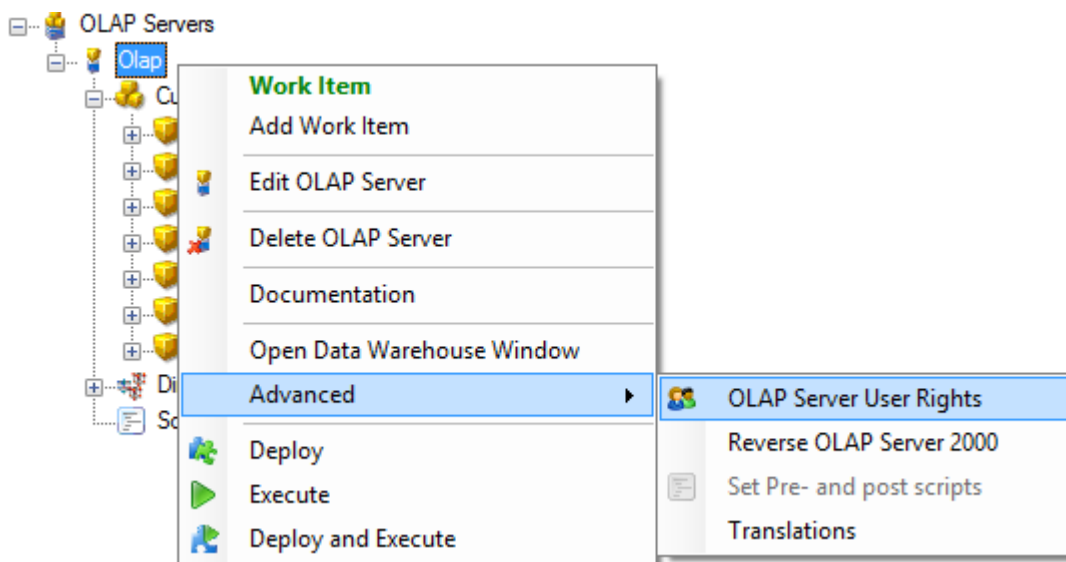 OLAP Servers
Olap
Work Item
Add Work Item
Edit OLAP Server
Delete OLAP Server
Documentation
Open Data Warehouse Window
Advanced
Deploy
Execute
Deploy and Execute
OLAP Server User Rights
Reverse OLAP Server 2000
Set Pre- and post scripts
Translations